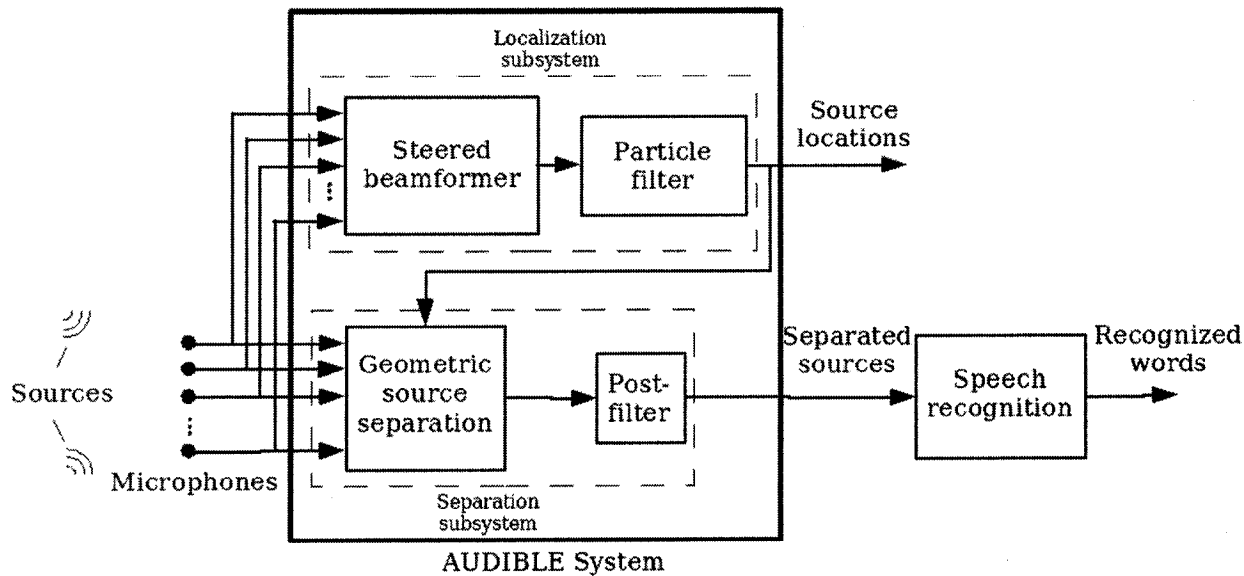 Localization
subsystem
Steered
beamformer
Particle
filter
Source
locations
Sources
Microphones
Geometric
source
separation
Post-
filter
Separated
sources
Speech
recognition
Recognized
words
Separation
subsystem
AUDIBLE System